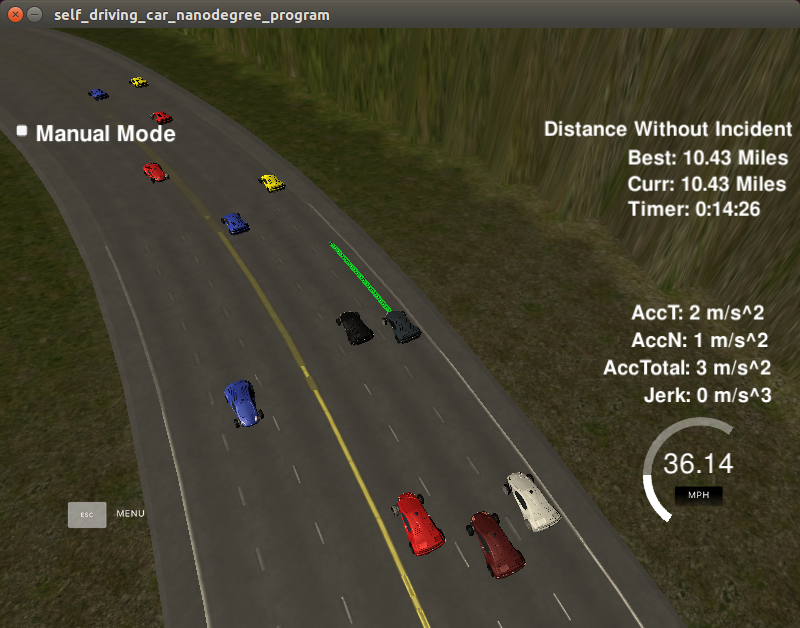 self_driving_car_nanodegree_program
Manual Mode
Distance Without Incident
Best: 10.43 Miles
Curr: 10.43 Miles
Timer: 0:14:26
AccT: 2 m/s^2
AccN: 1 m/s^2
AccTotal: 3 m/s^2
Jerk: 0 m/s^3
36.14
MPH
ESC MENU